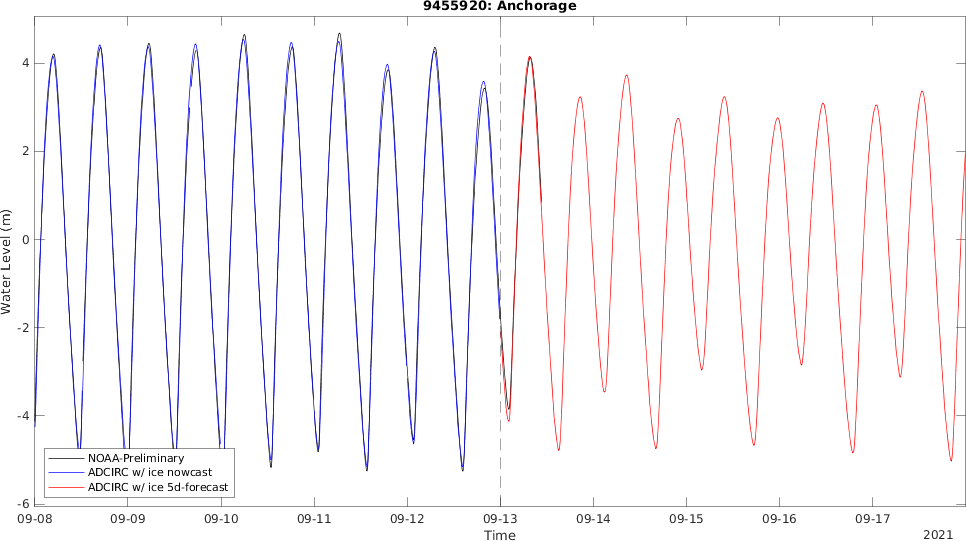 9455920: Anchorage
Water Level (m)
4
2
0
-2
-4
-6
NOAA-Preliminary
ADCIRC w/ ice nowcast
ADCIRC w/ ice 5d-forecast
09-08 09-09 09-10 09-11 09-12 09-13 09-14 09-15 09-16 09-17
Time
2021